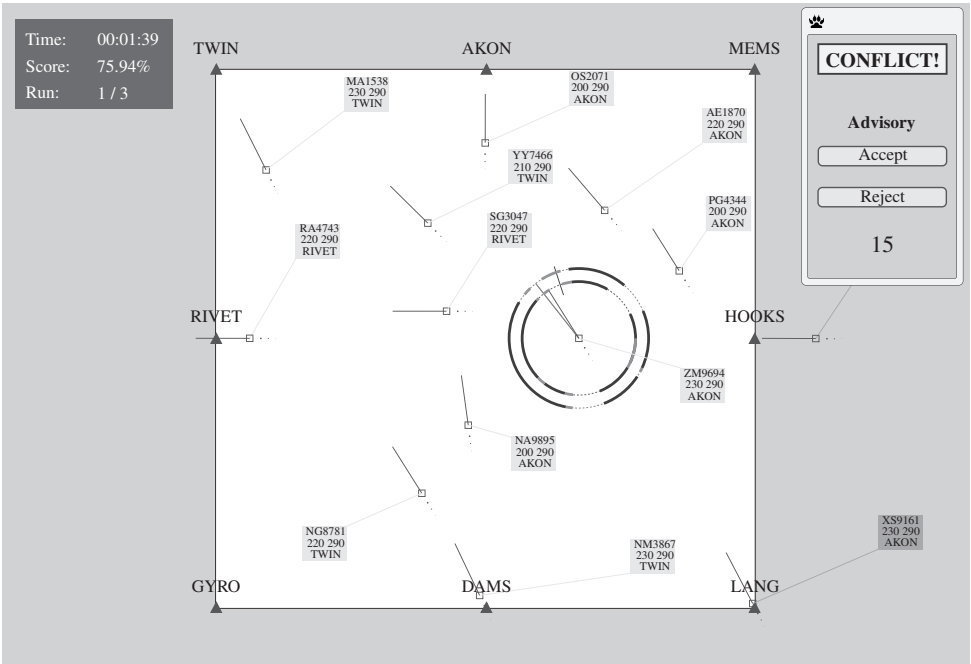 Time: 00:01:39
Score: 75.94%
Run: 1 / 3
TWIN
AKON
MEMS
CONFLICT!
Advisory
Accept
Reject
15
MA1538
230 290
TWIN
OS2071
200 290
AKON
AE1870
220 290
AKON
YY7466
210 290
TWIN
PG4344
200 290
AKON
SG3047
220 290
RIVET
RA4743
220 290
RIVET
RIVET
HOOKS
ZM9694
230 290
AKON
NA9895
200 290
AKON
NG8781
220 290
TWIN
NM3867
230 290
TWIN
XS9161
230 290
AKON
GYRO
DAMS
LANG